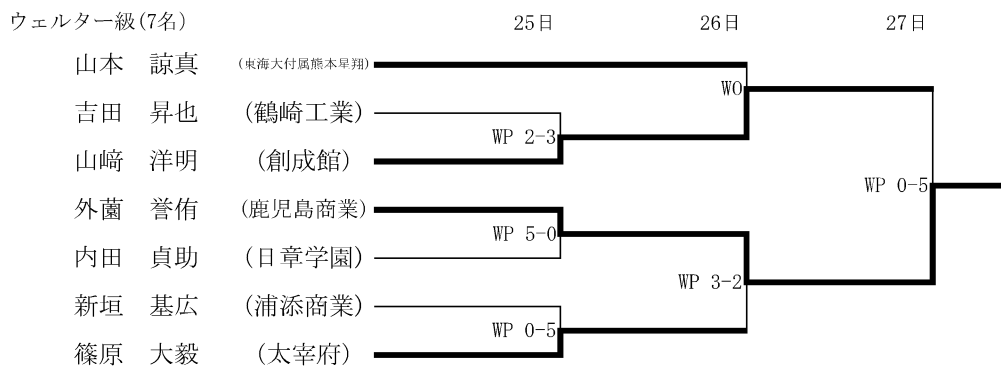 ウェルター級(7名) 25日 26日 27日
山本 諒真 (東海大付属熊本星翔)
WO
吉田 昇也 (鶴崎工業)
WP 2-3
山﨑 洋明 (創成館)
WP 0-5
外薗 誉侑 (鹿児島商業)
WP 5-0
内田 貞助 (日章学園)
WP 3-2
新垣 基広 (浦添商業)
WP 0-5
篠原 大毅 (太宰府)